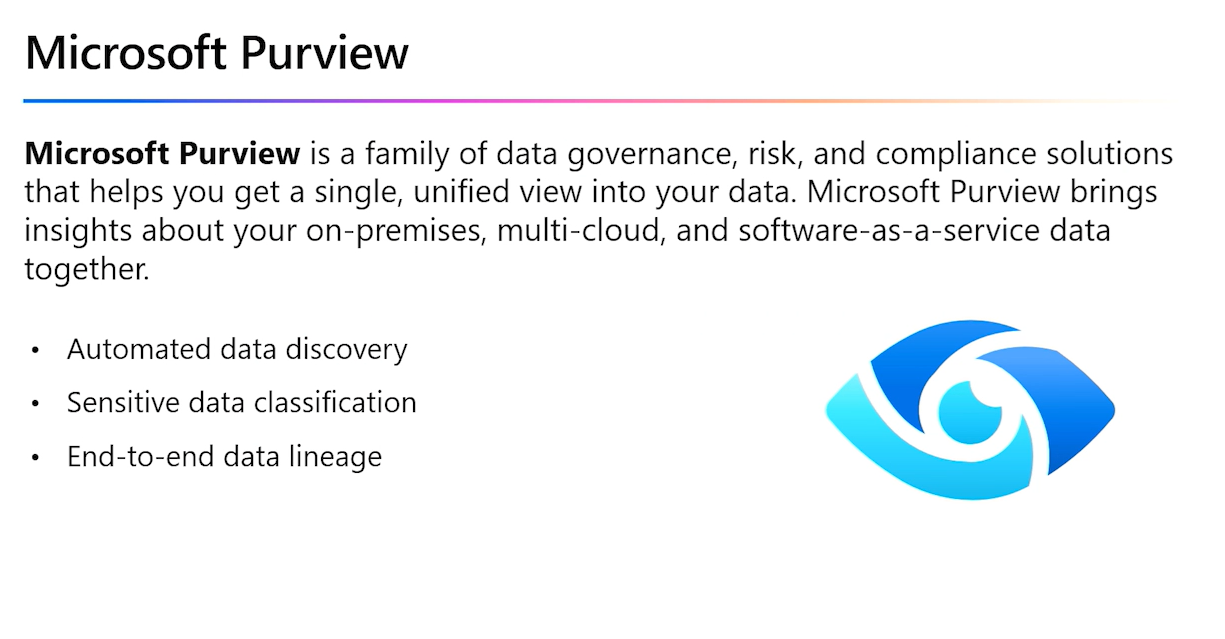 Microsoft Purview
Microsoft Purview is a family of data governance, risk, and compliance solutions
that helps you get a single, unified view into your data. Microsoft Purview brings
insights about your on-premises, multi-cloud, and software-as-a-service data
together.
• Automated data discovery
• Sensitive data classification
• End-to-end data lineage